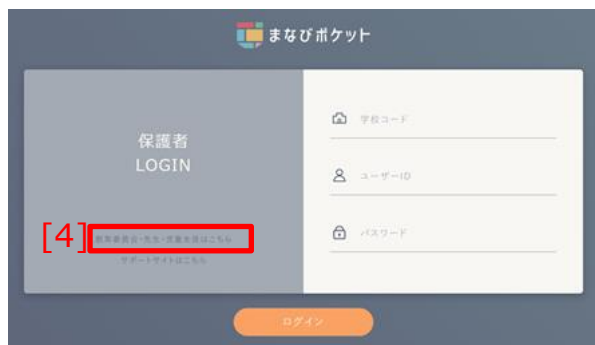 まなびポケット
保護者
LOGIN
[4]
教育委員会・先生・児童生徒はこちら
サポートサイトはこちら
学校コード
ユーザーID
パスワード
ログイン